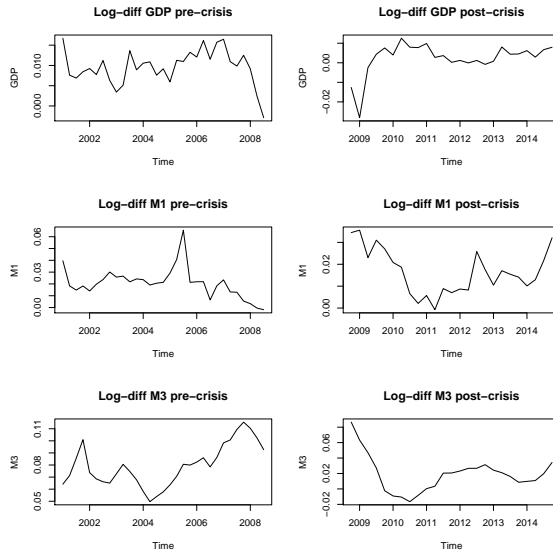 Log−diff GDP pre−crisis
GDP
0.000 0.010
2002 2004 2006 2008
Time
Log−diff GDP post−crisis
GDP
−0.02 0.00
2009 2010 2011 2012 2013 2014
Time
Log−diff M1 pre−crisis
M1
0.00 0.03 0.06
2002 2004 2006 2008
Time
Log−diff M1 post−crisis
M1
0.00 0.02
2009 2010 2011 2012 2013 2014
Time
Log−diff M3 pre−crisis
M3
0.05 0.08 0.11
2002 2004 2006 2008
Time
Log−diff M3 post−crisis
M3
−0.02 0.02 0.06
2009 2010 2011 2012 2013 2014
Time